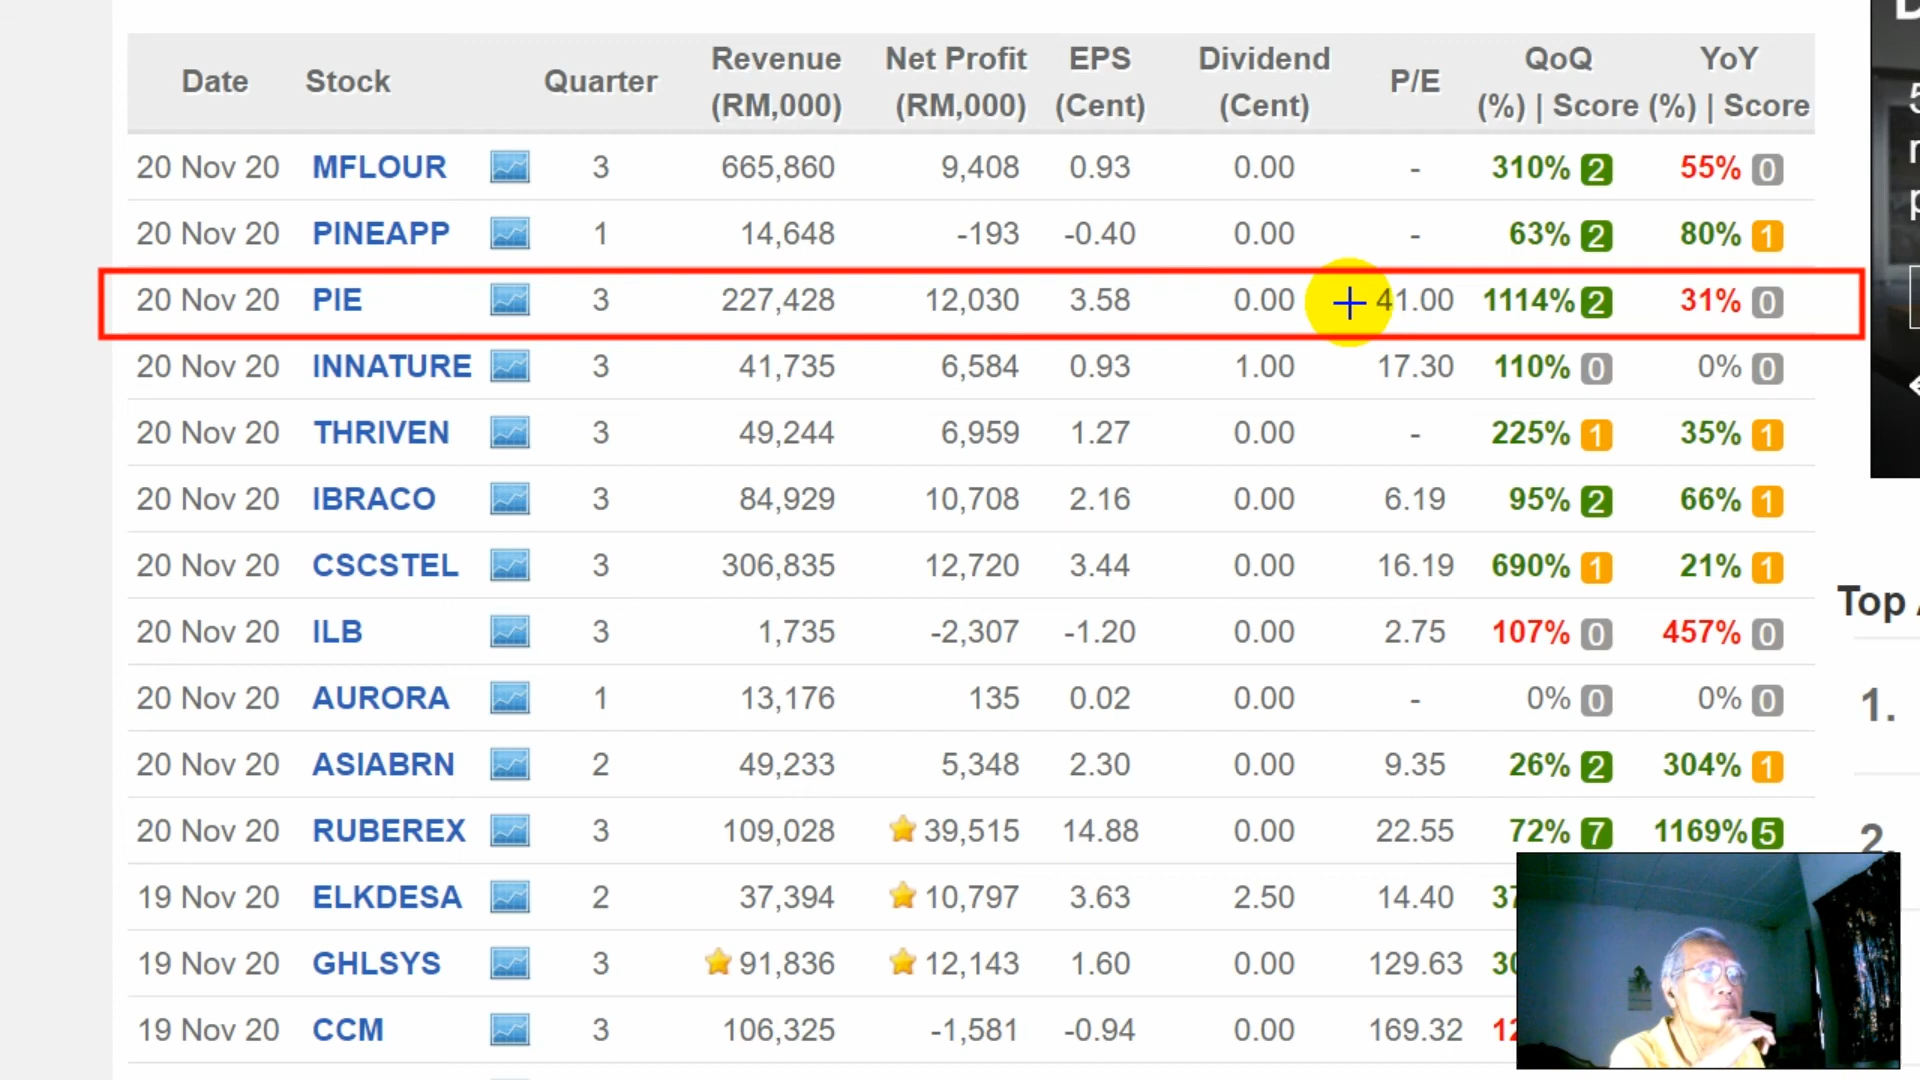 Date Stock Quarter Revenue (RM,000) Net Profit (RM,000) EPS (Cent) Dividend (Cent) P/E QoQ (%) | Score YoY (%) | Score
20 Nov 20 MFLOUR 3 665,860 9,408 0.93 0.00 - 310% 2 55% 0
20 Nov 20 PINEAPP 1 14,648 -193 -0.40 0.00 - 63% 2 80% 1
20 Nov 20 PIE 3 227,428 12,030 3.58 0.00 41.00 1114% 2 31% 0
20 Nov 20 INNATURE 3 41,735 6,584 0.93 1.00 17.30 110% 0 0% 0
20 Nov 20 THRIVEN 3 49,244 6,959 1.27 0.00 - 225% 1 35% 1
20 Nov 20 IBRACO 3 84,929 10,708 2.16 0.00 6.19 95% 2 66% 1
20 Nov 20 CSCSTEL 3 306,835 12,720 3.44 0.00 16.19 690% 1 21% 1
20 Nov 20 ILB 3 1,735 -2,307 -1.20 0.00 2.75 107% 0 457% 0
20 Nov 20 AURORA 1 13,176 135 0.02 0.00 - 0% 0 0% 0
20 Nov 20 ASIABRN 2 49,233 5,348 2.30 0.00 9.35 26% 2 304% 1
20 Nov 20 RUBEREX 3 109,028 39,515 14.88 0.00 22.55 72% 7 1169% 5
19 Nov 20 ELKDESA 2 37,394 10,797 3.63 2.50 14.40
19 Nov 20 GHLSYS 3 91,836 12,143 1.60 0.00 129.63
19 Nov 20 CCM 3 106,325 -1,581 -0.94 0.00 169.32
Top
1.
2.